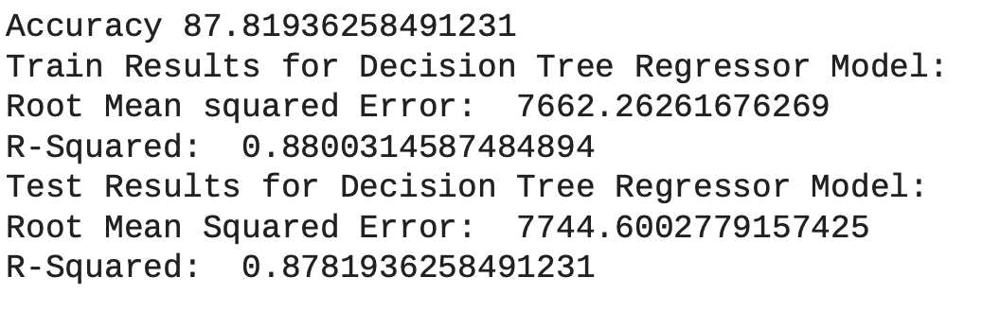 Accuracy 87.81936258491231
Train Results for Decision Tree Regressor Model:
Root Mean squared Error:  7662.26261676269
R-Squared:  0.8800314587484894
Test Results for Decision Tree Regressor Model:
Root Mean Squared Error:  7744.6002779157425
R-Squared:  0.8781936258491231